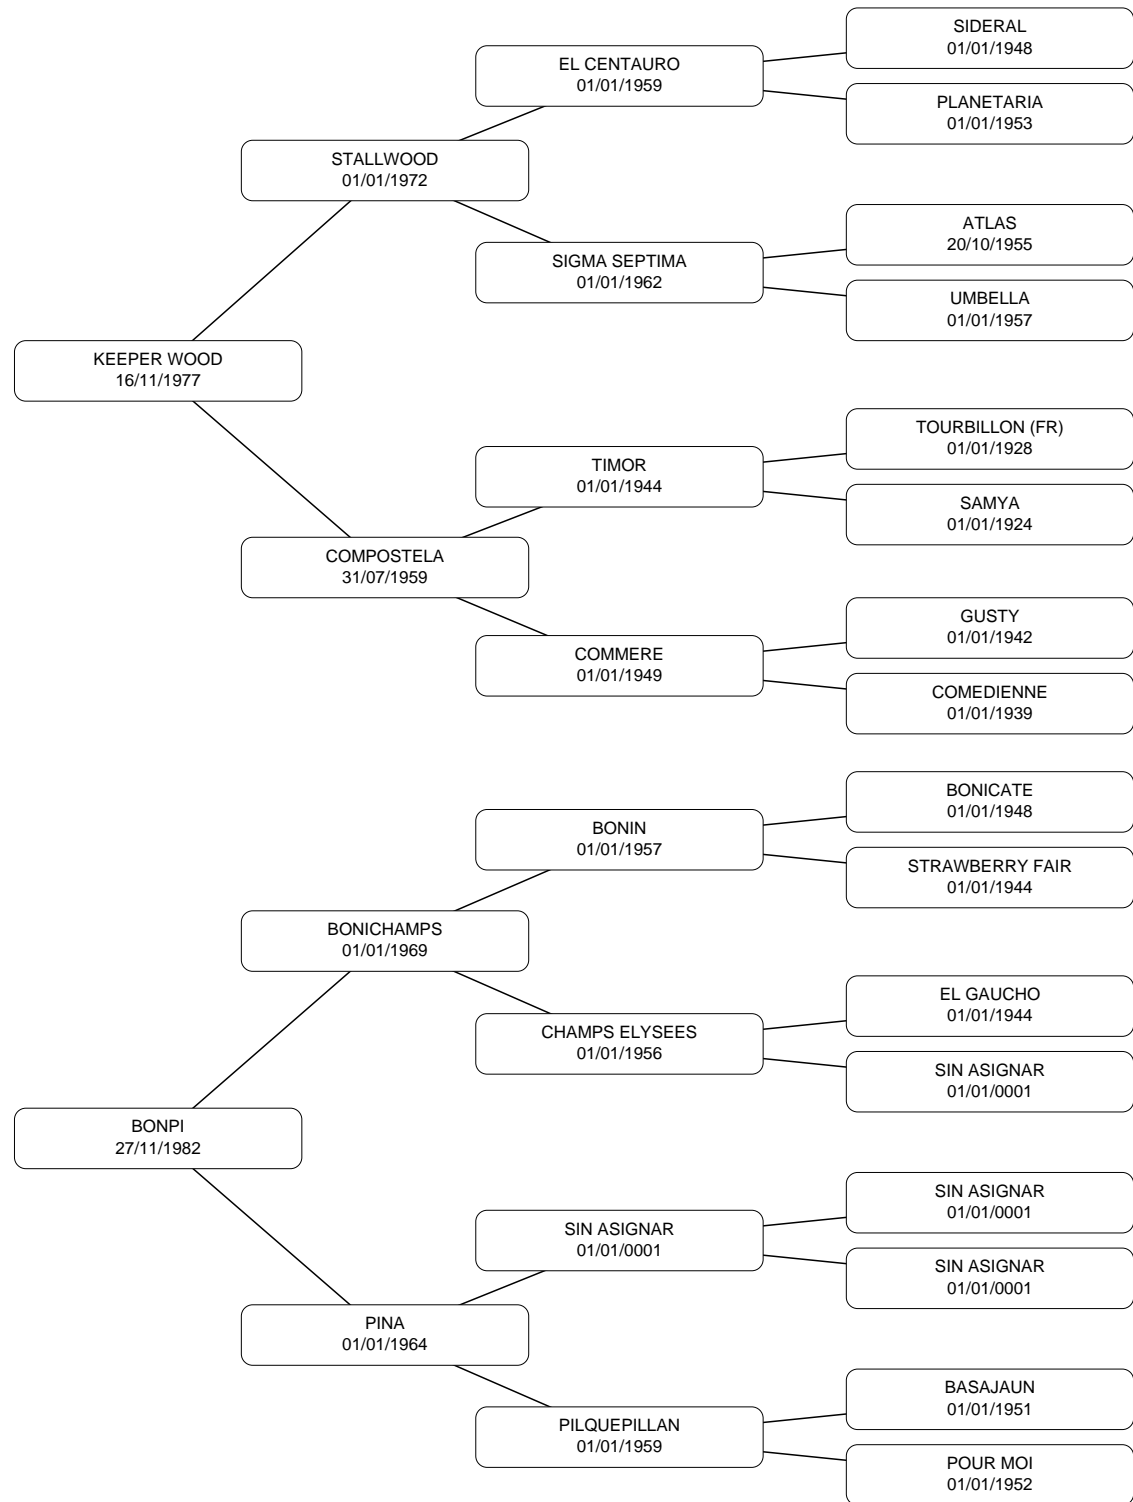 SIDERAL
01/01/1948
EL CENTAURO
01/01/1959
PLANETARIA
01/01/1953
STALLWOOD
01/01/1972
ATLAS
20/10/1955
SIGMA SEPTIMA
01/01/1962
UMBELLA
01/01/1957
KEEPER WOOD
16/11/1977
TOURBILLON (FR)
01/01/1928
TIMOR
01/01/1944
SAMYA
01/01/1924
COMPOSTELA
31/07/1959
GUSTY
01/01/1942
COMMERE
01/01/1949
COMEDIENNE
01/01/1939
BONICATE
01/01/1948
BONIN
01/01/1957
STRAWBERRY FAIR
01/01/1944
BONICHAMPS
01/01/1969
EL GAUCHO
01/01/1944
CHAMPS ELYSEES
01/01/1956
SIN ASIGNAR
01/01/0001
BONPI
27/11/1982
SIN ASIGNAR
01/01/0001
SIN ASIGNAR
01/01/0001
SIN ASIGNAR
01/01/0001
PINA
01/01/1964
BASAJAUN
01/01/1951
PILQUEPILLAN
01/01/1959
POUR MOI
01/01/1952